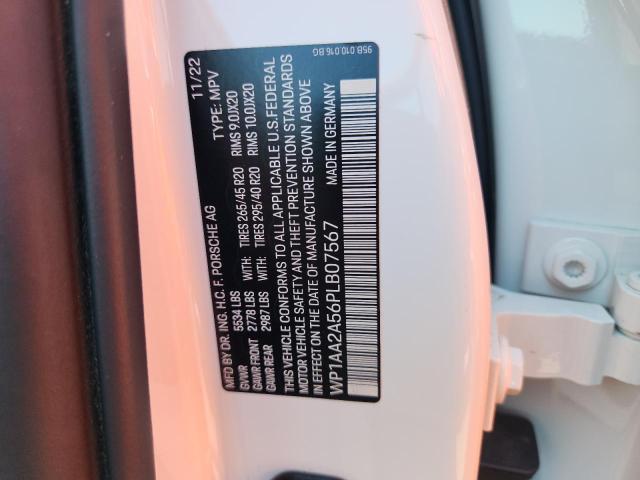 MFD BY DR. ING. H.C. F. PORSCHE AG 11/22
GVWR 5534 LBS TYPE: MPV
GAWR FRONT 2778 LBS WITH: TIRES 265/45 R20 RIMS 9.0JX20
GAWR REAR 2987 LBS WITH: TIRES 295/40 R20 RIMS 10.0JX20
THIS VEHICLE CONFORMS TO ALL APPLICABLE U.S.FEDERAL
MOTOR VEHICLE SAFETY AND THEFT PREVENTION STANDARDS
IN EFFECT ON THE DATE OF MANUFACTURE SHOWN ABOVE
WP1AA2A56PLB07567 MADE IN GERMANY
95B.010.016.BG